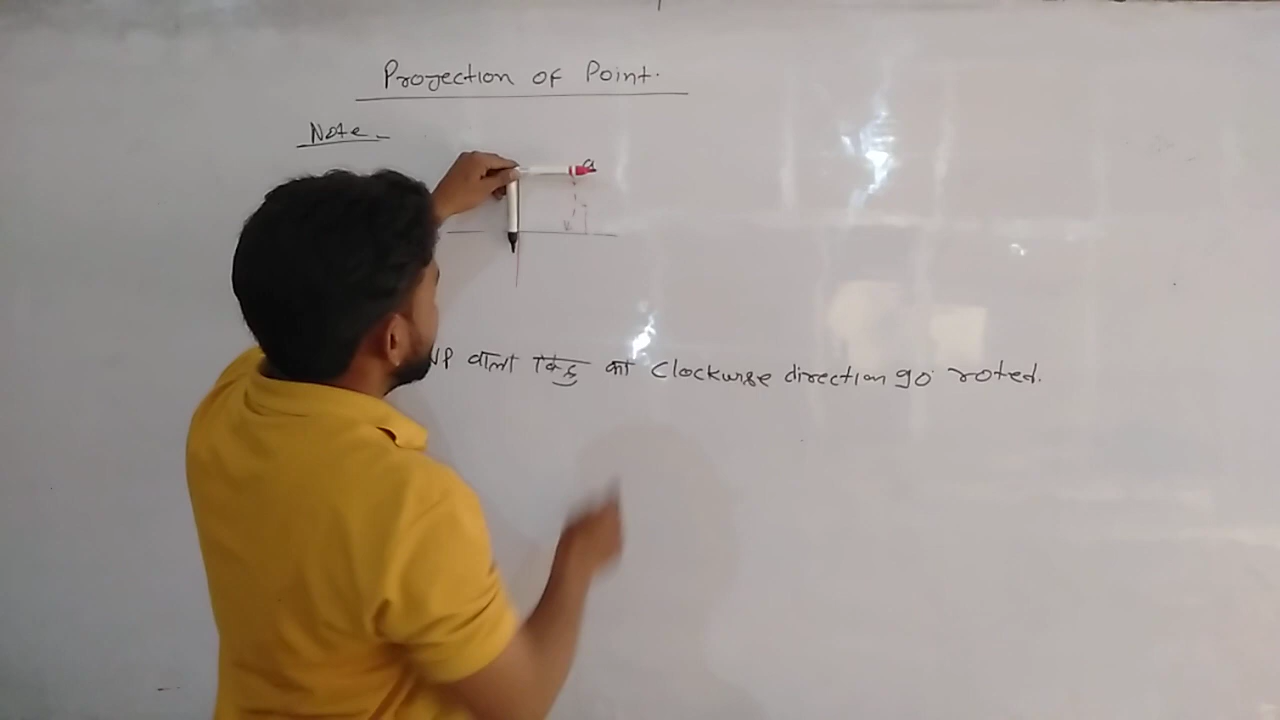 Projection of Point.
Note -
a
VP वाला बिन्दु का Clockwise direction 90° roted.